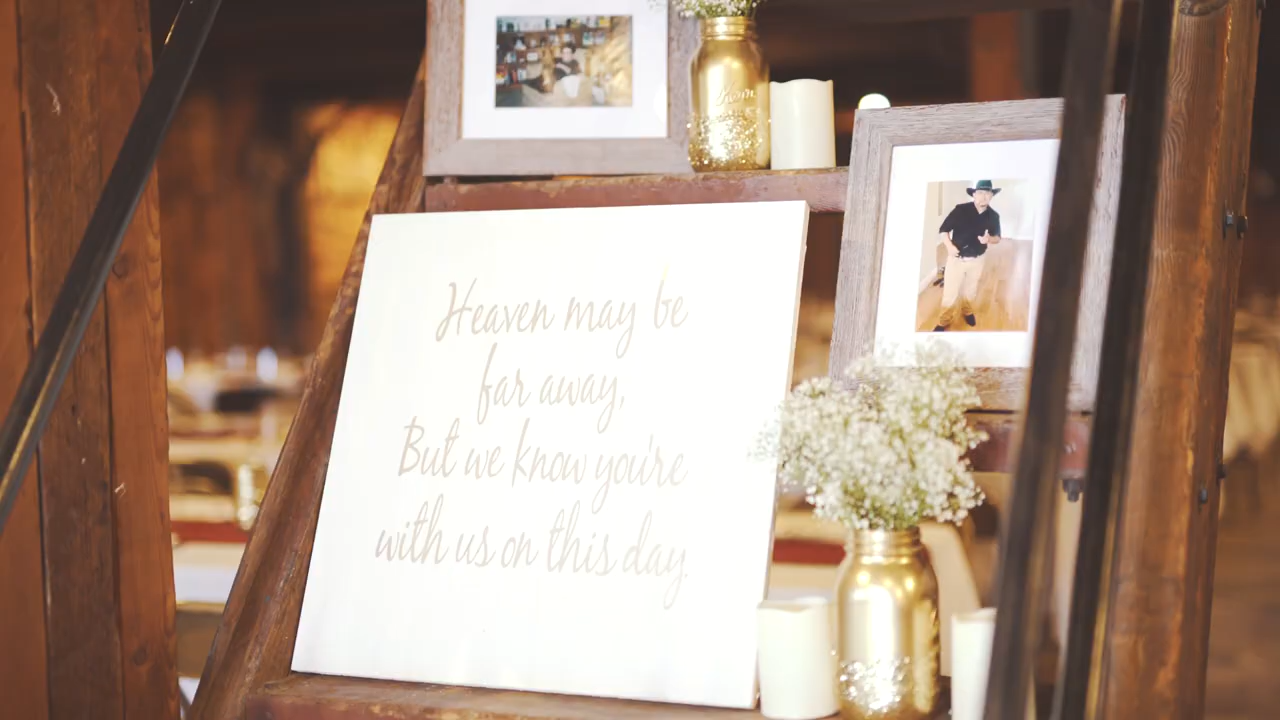 Heaven may be
far away,
But we know you're
with us on this day.